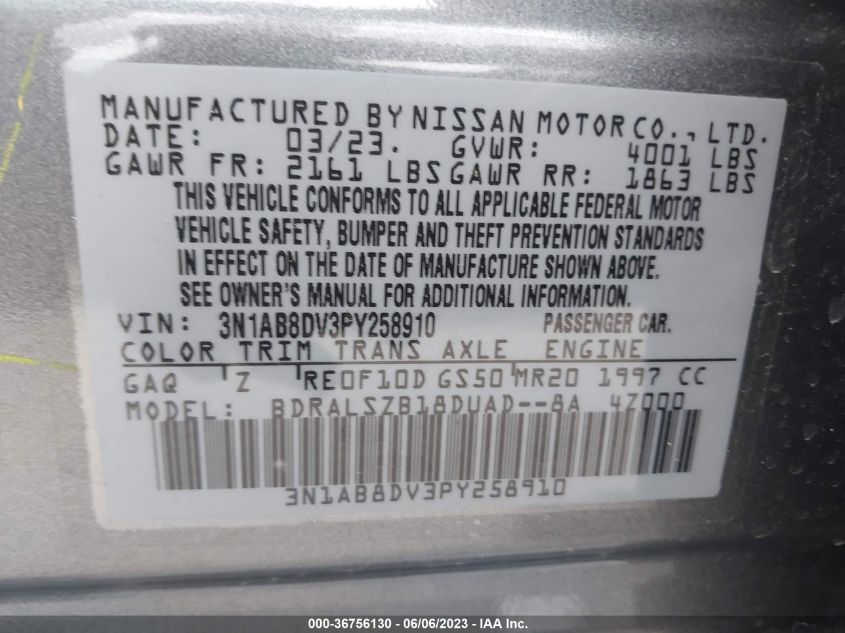 MANUFACTURED BY NISSAN MOTOR CO., LTD.
DATE: 03/23. GVWR: 4001 LBS
GAWR FR: 2161 LBS GAWR RR: 1863 LBS
THIS VEHICLE CONFORMS TO ALL APPLICABLE FEDERAL MOTOR
VEHICLE SAFETY, BUMPER AND THEFT PREVENTION STANDARDS
IN EFFECT ON THE DATE OF MANUFACTURE SHOWN ABOVE.
SEE OWNER'S MANUAL FOR ADDITIONAL INFORMATION.
VIN: 3N1AB8DV3PY258910 PASSENGER CAR.
COLOR TRIM TRANS AXLE ENGINE
GAQ Z RE0F10D GS50 MR20 1997 CC
MODEL: BDRALSZB18DUAD--8A 4Z000
3N1AB8DV3PY258910
000-36756130 - 06/06/2023 - © IAA, Inc.